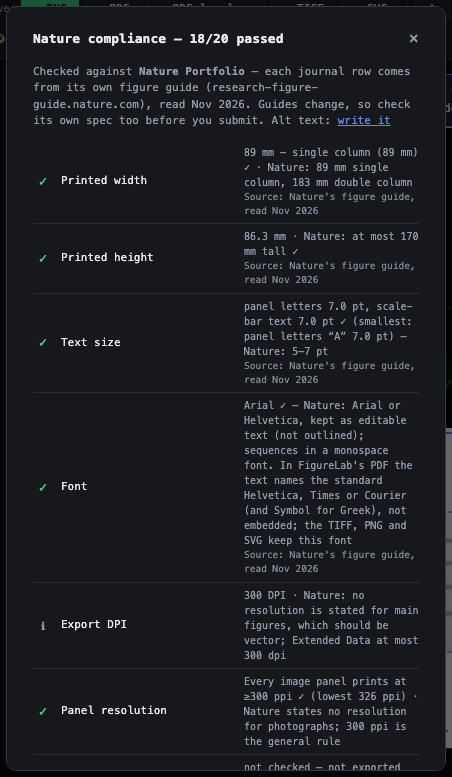 Nature compliance — 18/20 passed ×
Checked against Nature Portfolio — each journal row comes
from its own figure guide (research-figure-
guide.nature.com), read Nov 2026. Guides change, so check
its own spec too before you submit. Alt text: write it
✓ Printed width
89 mm — single column (89 mm)
✓ · Nature: 89 mm single
column, 183 mm double column
Source: Nature's figure guide,
read Nov 2026
✓ Printed height
86.3 mm · Nature: at most 170
mm tall ✓
Source: Nature's figure guide,
read Nov 2026
✓ Text size
panel letters 7.0 pt, scale-
bar text 7.0 pt ✓ (smallest:
panel letters “A” 7.0 pt) —
Nature: 5–7 pt
Source: Nature's figure guide,
read Nov 2026
✓ Font
Arial ✓ — Nature: Arial or
Helvetica, kept as editable
text (not outlined);
sequences in a monospace
font. In FigureLab's PDF the
text names the standard
Helvetica, Times or Courier
(and Symbol for Greek), not
embedded; the TIFF, PNG and
SVG keep this font
Source: Nature's figure guide,
read Nov 2026
ℹ Export DPI
300 DPI · Nature: no
resolution is stated for main
figures, which should be
vector; Extended Data at most
300 dpi
✓ Panel resolution
Every image panel prints at
≥300 ppi ✓ (lowest 326 ppi) ·
Nature states no resolution
for photographs; 300 ppi is
the general rule
not checked — not exported